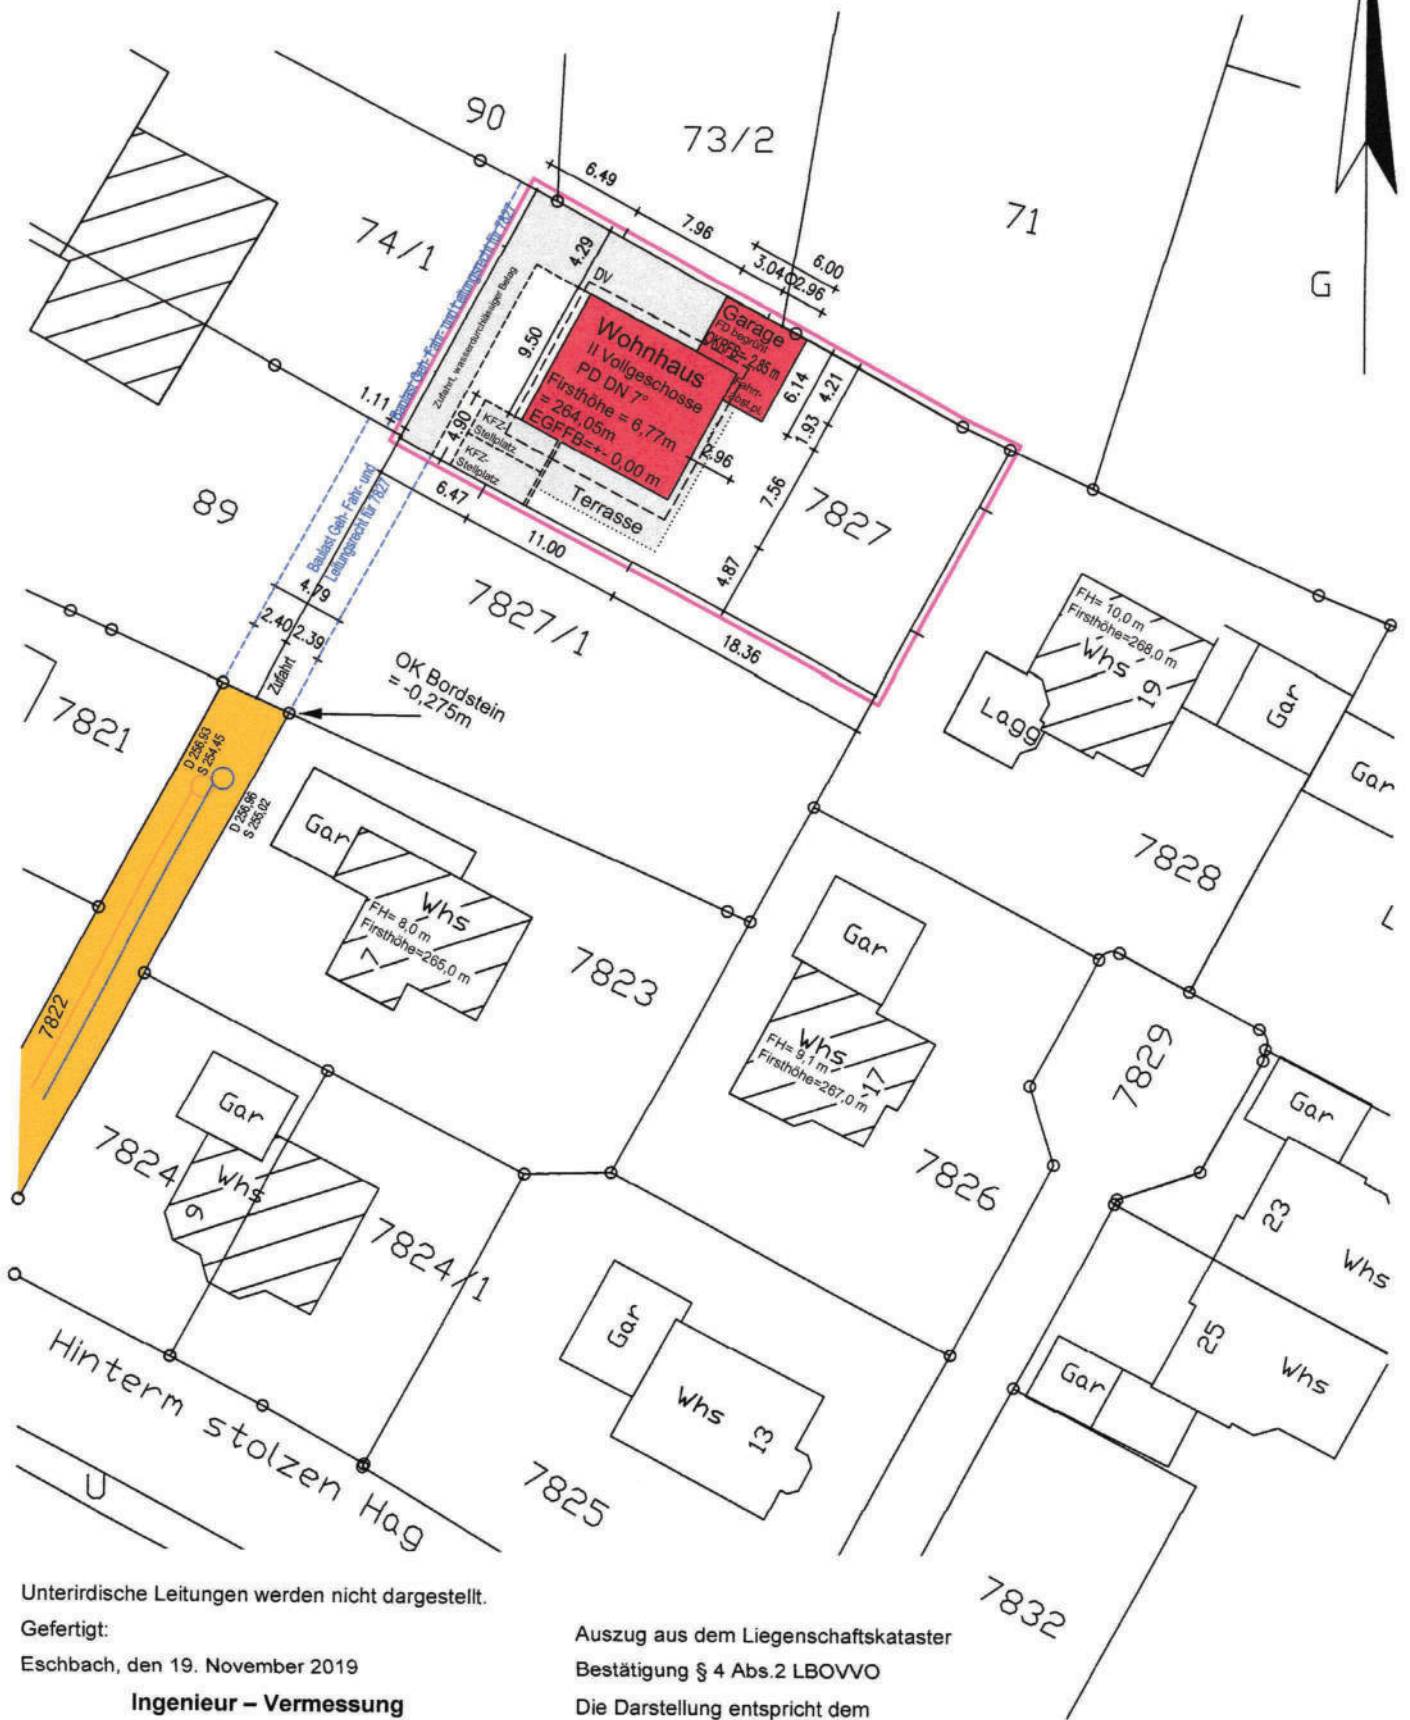 90
73/2
71
G
74/1
6.49
7.96
3.04
6.00
2.96
4.29
DV
9.50
Baulast Geh- Fahr- und Leitungsrecht für 7827
Zufahrt, wasserdurchlässiger Belag
Garage
FD begrünt
Wohnhaus
II Vollgeschosse
PD DN 7°
Firsthöhe = 6,77m
= 264,05m
EGFFB=+- 0,00 m
6.14
4.21
1.93
2.96
7.56
4.87
7827
1.11
4.90
KFZ-
Stellplatz
KFZ-
Stellplatz
Terrasse
6.47
11.00
18.36
89
Baulast Geh- Fahr- und
Leitungsrecht für 7827
4.79
2.40
2.39
Zufahrt
7827/1
OK Bordstein
= -0,275m
7821
D 256,93
S 254,45
D 256,96
S 255,02
7822
FH= 10,0 m
Firsthöhe=268,0 m
Whs
19
Lagg
Gar
Gar
7828
L
Gar
Whs
FH= 8,0 m
Firsthöhe=265,0 m
7
7823
Gar
Whs
FH= 9,1 m
Firsthöhe=267,0 m
17
7826
7829
Gar
23
Whs
25
Whs
Gar
Gar
7824
Whs
9
7824/1
Gar
Whs
13
7825
Hinterm stolzen Hag
U
7832
Unterirdische Leitungen werden nicht dargestellt.
Gefertigt:
Eschbach, den 19. November 2019
Ingenieur – Vermessung
Auszug aus dem Liegenschaftskataster
Bestätigung § 4 Abs.2 LBOVVO
Die Darstellung entspricht dem